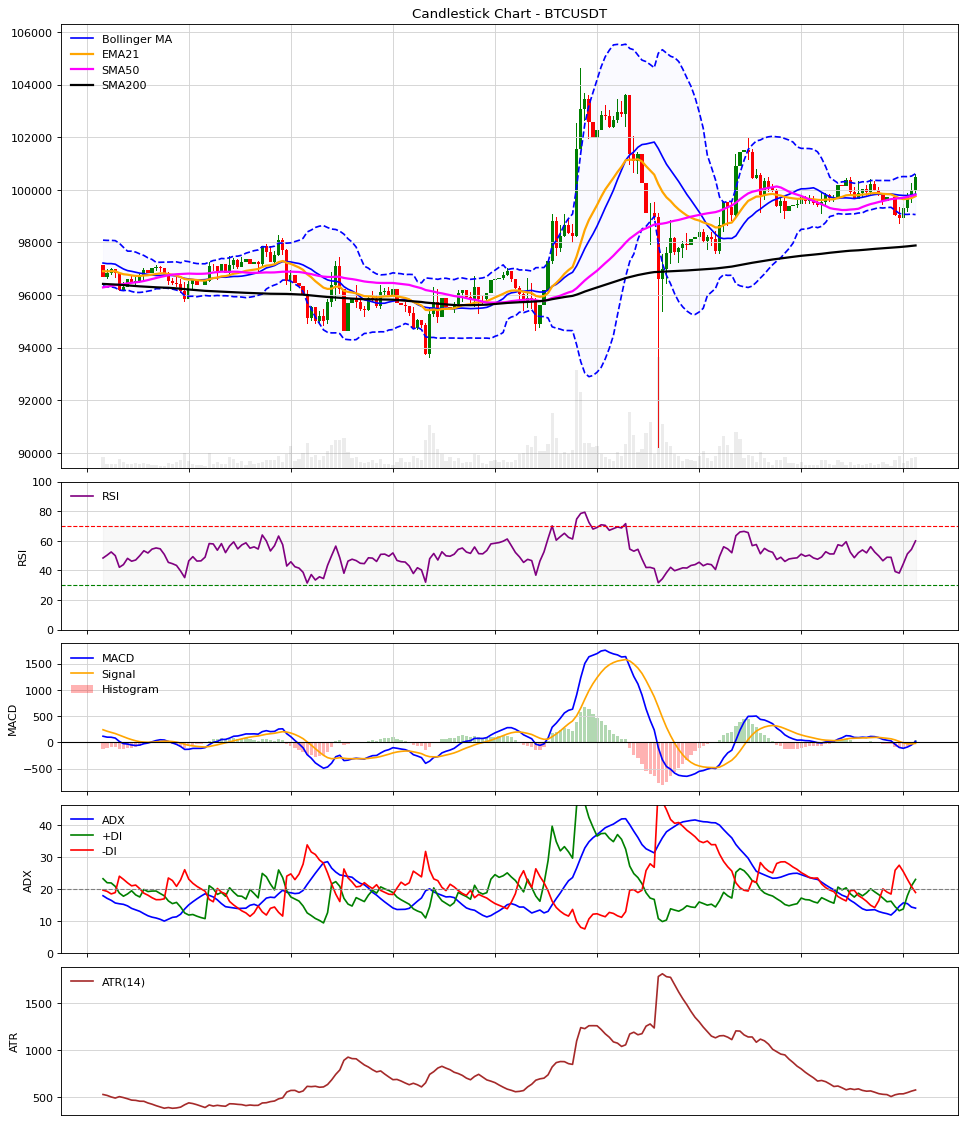 Candlestick Chart - BTCUSDT
106000
104000
102000
100000
98000
96000
94000
92000
90000
Bollinger MA
EMA21
SMA50
SMA200
100
80
60
40
20
0
RSI
RSI
1500
1000
500
0
−500
MACD
MACD
Signal
Histogram
40
30
20
10
0
ADX
ADX
+DI
-DI
1500
1000
500
ATR
ATR(14)